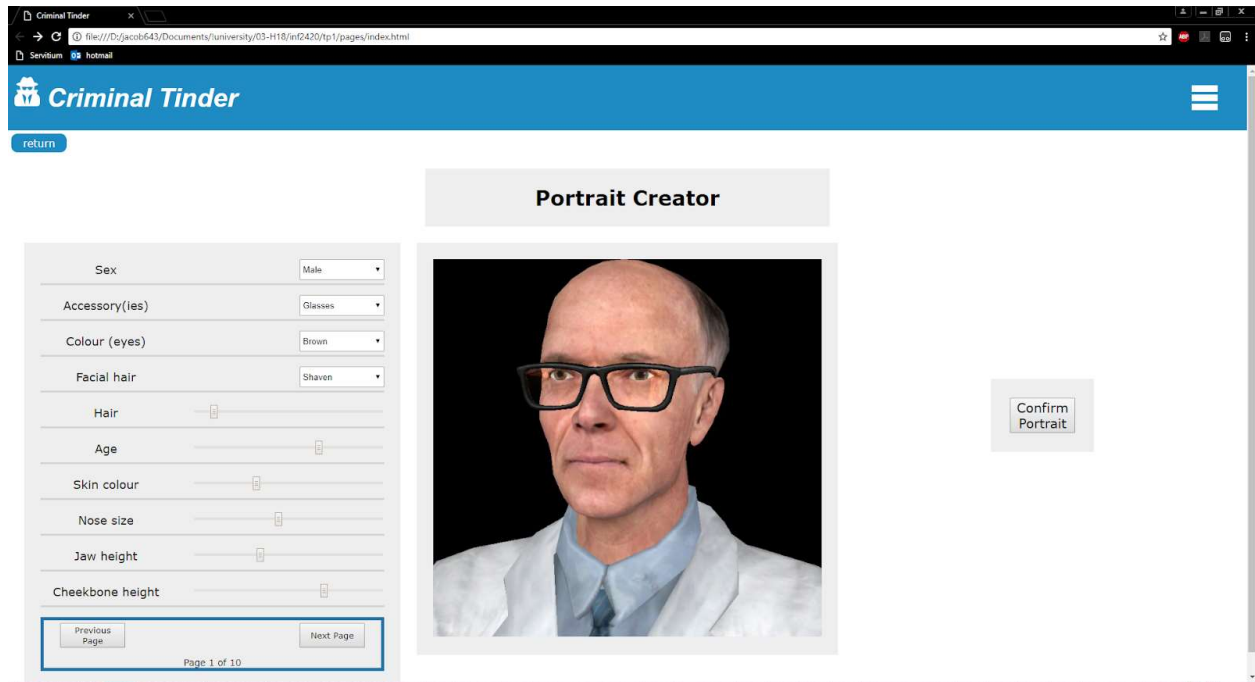 Criminal Tinder
file:///D:/jacob643/Documents/1university/03-H18/inf2420/tp1/pages/index.html
Servitium hotmail
Criminal Tinder
return
Portrait Creator
Sex Male
Accessory(ies) Glasses
Colour (eyes) Brown
Facial hair Shaven
Hair
Age
Skin colour
Nose size
Jaw height
Cheekbone height
Previous
Page
Next Page
Page 1 of 10
Confirm
Portrait